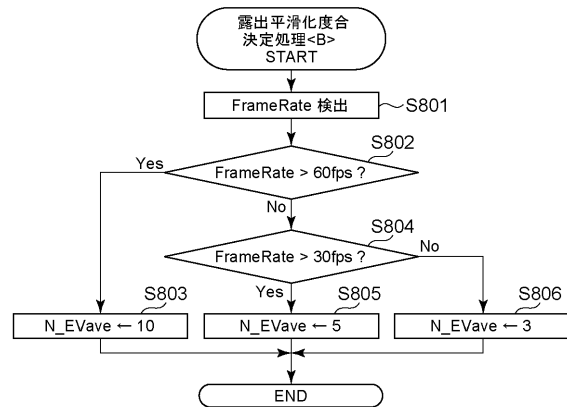 露出平滑化度合
決定処理<B>
START
FrameRate 検出
S801
S802
Yes
FrameRate > 60fps ?
No
S804
FrameRate > 30fps ?
No
Yes
S803
S805
S806
N_EVave ← 10
N_EVave ← 5
N_EVave ← 3
END